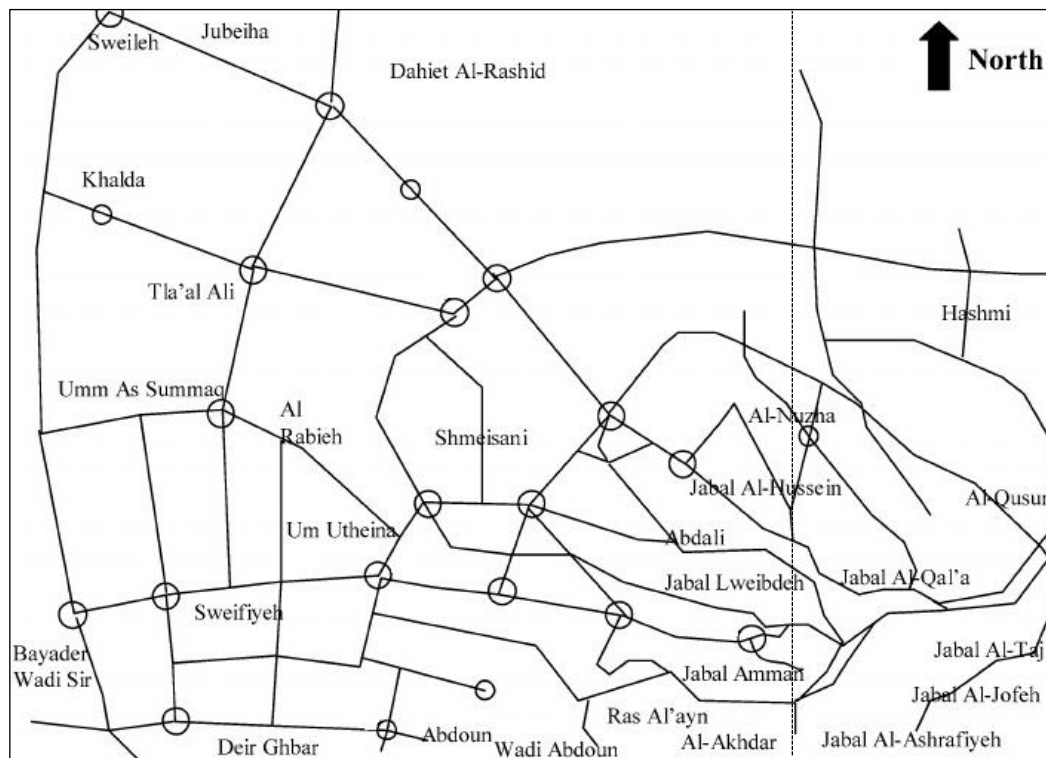 Jubeiha
Sweileh
North
Dahiet Al-Rashid
Khalda
Tla'al Ali
Hashmi
Umm As Summaq
Al
Rabieh
Shmeisani
Al-Nuzha
Jabal Al-Hussein
Al-Qusur
Um Utheina
Abdali
Jabal Lweibdeh
Jabal Al-Qal'a
Sweifiyeh
Bayader
Wadi Sir
Jabal Amman
Jabal Al-Taj
Jabal Al-Jofeh
Ras Al'ayn
Deir Ghbar
Abdoun
Wadi Abdoun
Al-Akhdar
Jabal Al-Ashrafiyeh